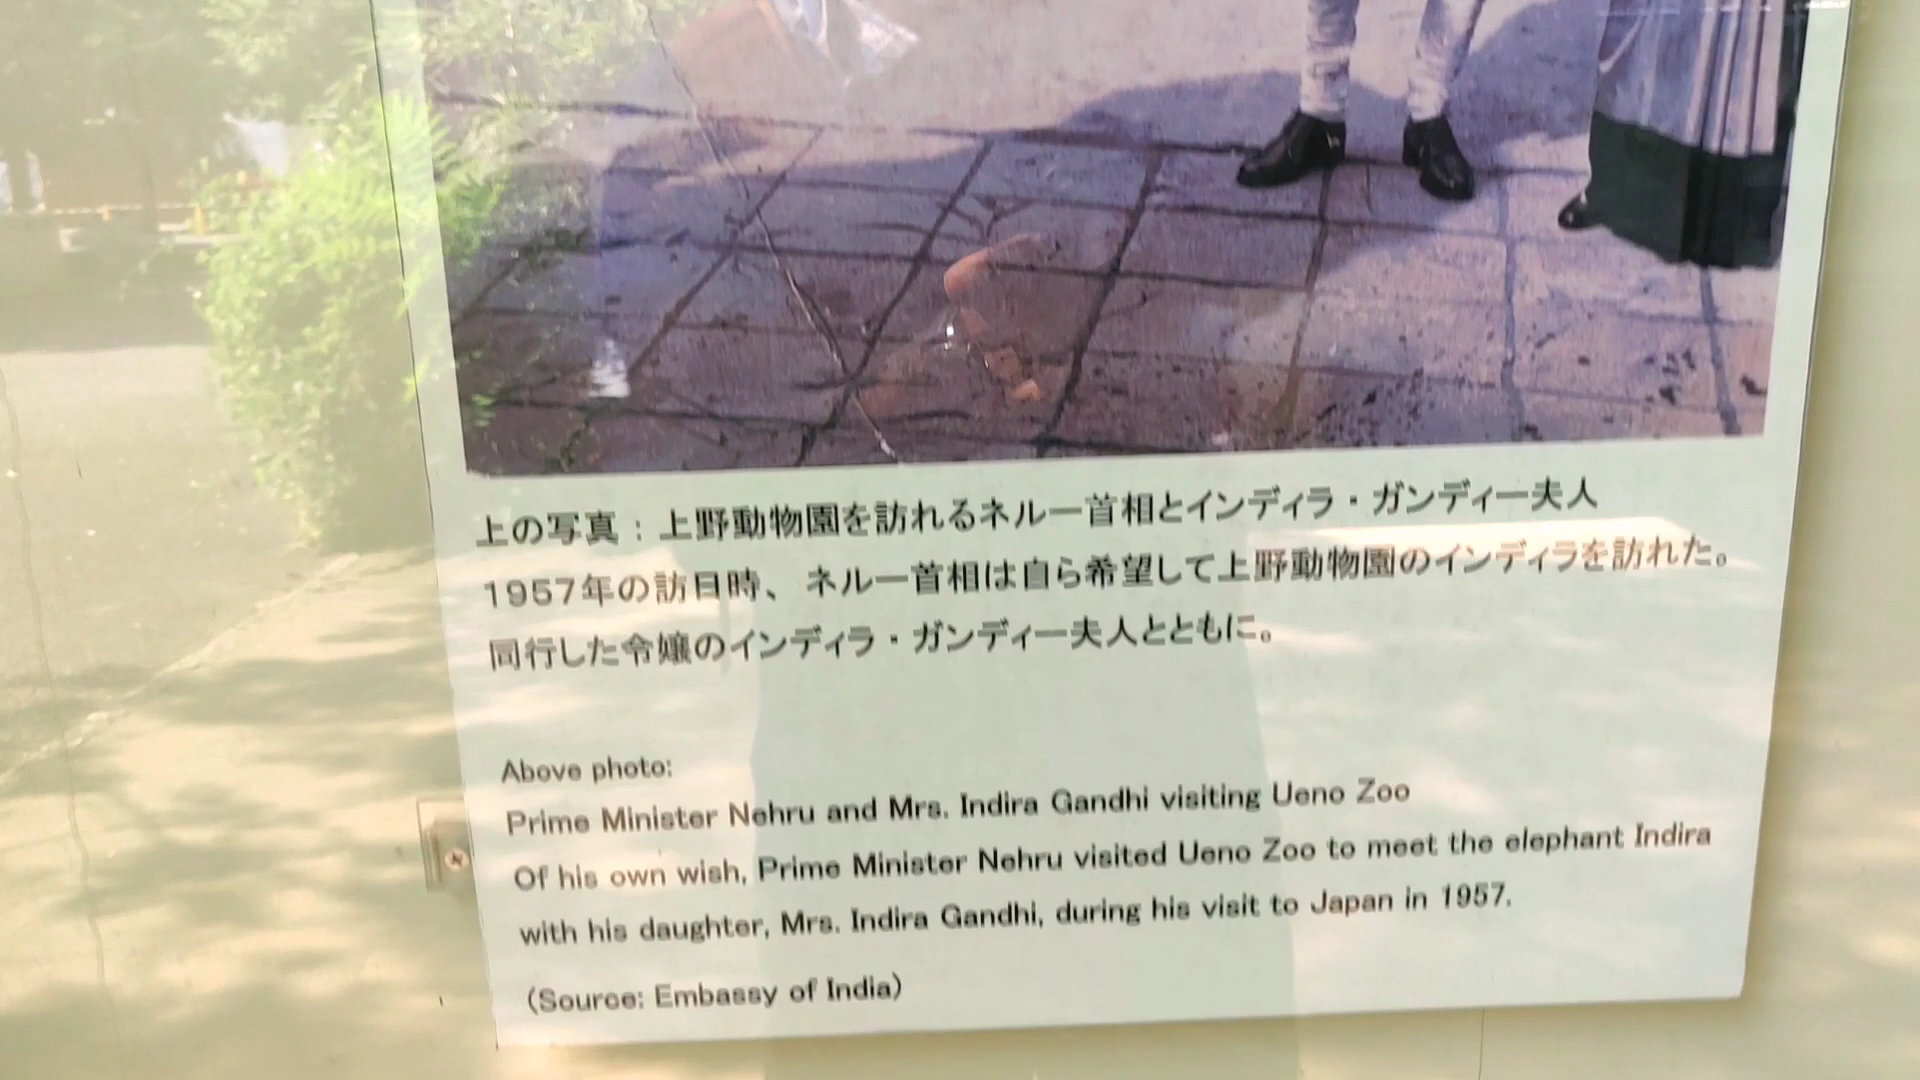 上の写真：上野動物園を訪れるネルー首相とインディラ・ガンディー夫人
1957年の訪日時、ネルー首相は自ら希望して上野動物園のインディラを訪れた。
同行した令嬢のインディラ・ガンディー夫人とともに。
Above photo:
Prime Minister Nehru and Mrs. Indira Gandhi visiting Ueno Zoo
Of his own wish, Prime Minister Nehru visited Ueno Zoo to meet the elephant Indira
with his daughter, Mrs. Indira Gandhi, during his visit to Japan in 1957.
(Source: Embassy of India)